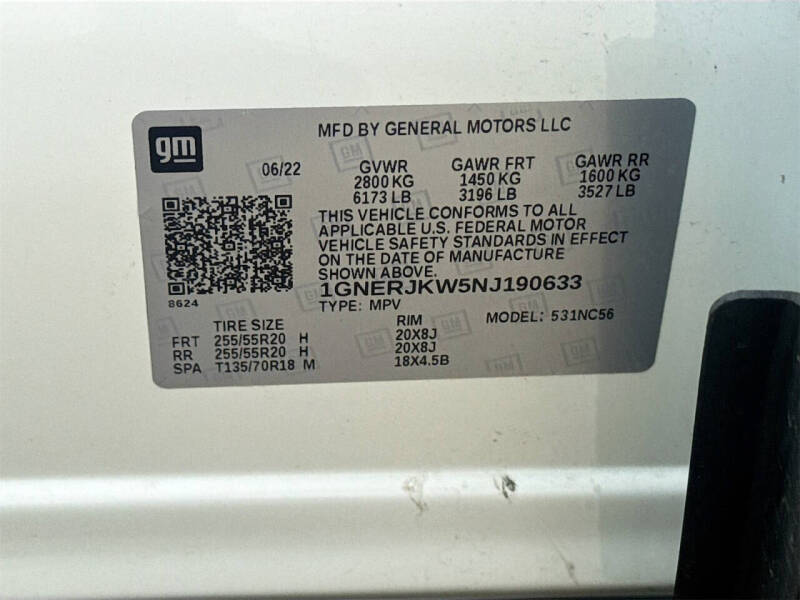 gm
MFD BY GENERAL MOTORS LLC
06/22 GVWR GAWR FRT GAWR RR
2800 KG 1450 KG 1600 KG
6173 LB 3196 LB 3527 LB
THIS VEHICLE CONFORMS TO ALL
APPLICABLE U.S. FEDERAL MOTOR
VEHICLE SAFETY STANDARDS IN EFFECT
ON THE DATE OF MANUFACTURE
SHOWN ABOVE.
8624
1GNERJKW5NJ190633
TYPE: MPV MODEL: 531NC56
TIRE SIZE RIM
FRT 255/55R20 H 20X8J
RR 255/55R20 H 20X8J
SPA T135/70R18 M 18X4.5B